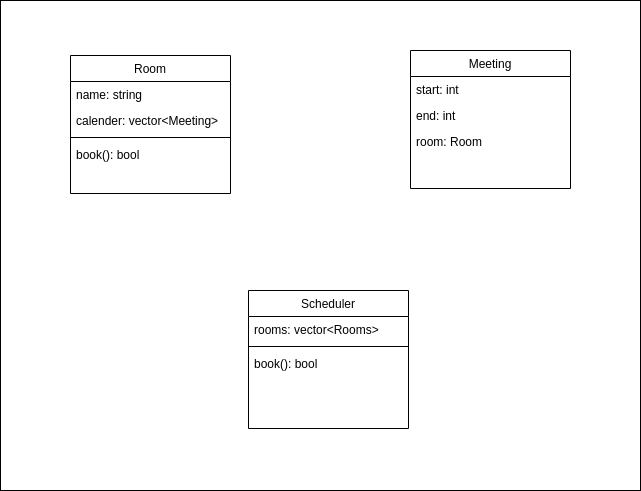 Room
name: string
calender: vector<Meeting>
book(): bool
Meeting
start: int
end: int
room: Room
Scheduler
rooms: vector<Rooms>
book(): bool